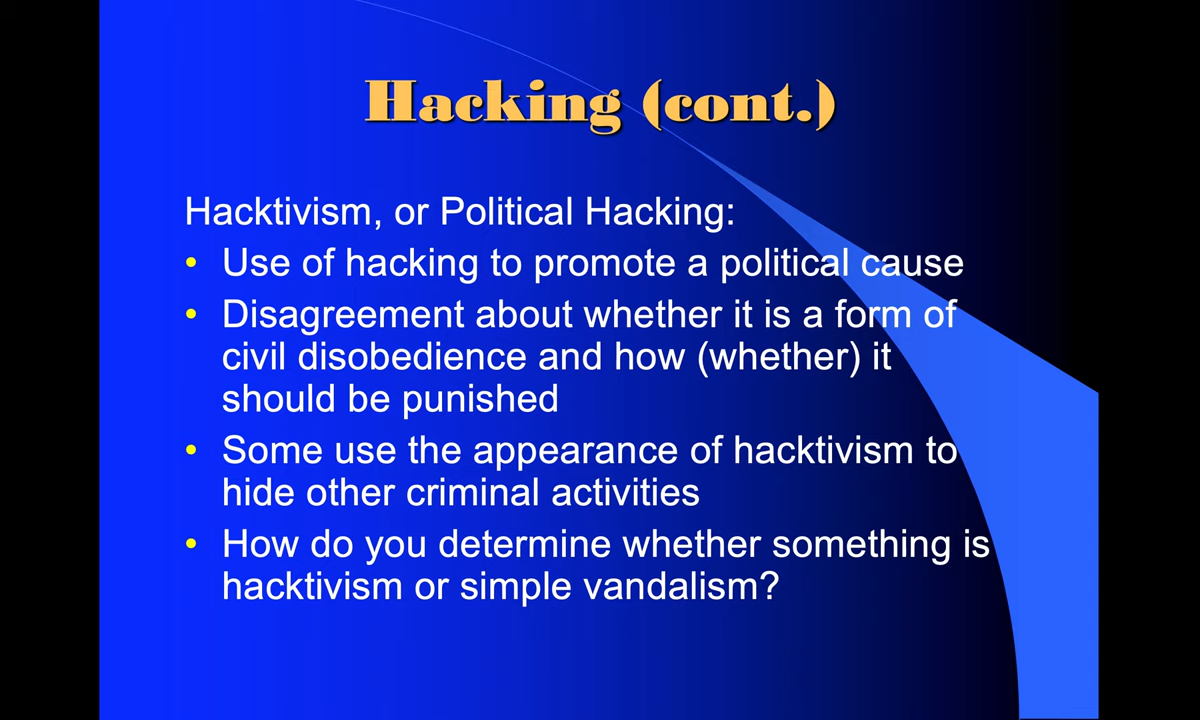 Hacking (cont.)
Hacktivism, or Political Hacking:
• Use of hacking to promote a political cause
• Disagreement about whether it is a form of
civil disobedience and how (whether) it
should be punished
• Some use the appearance of hacktivism to
hide other criminal activities
• How do you determine whether something is
hacktivism or simple vandalism?